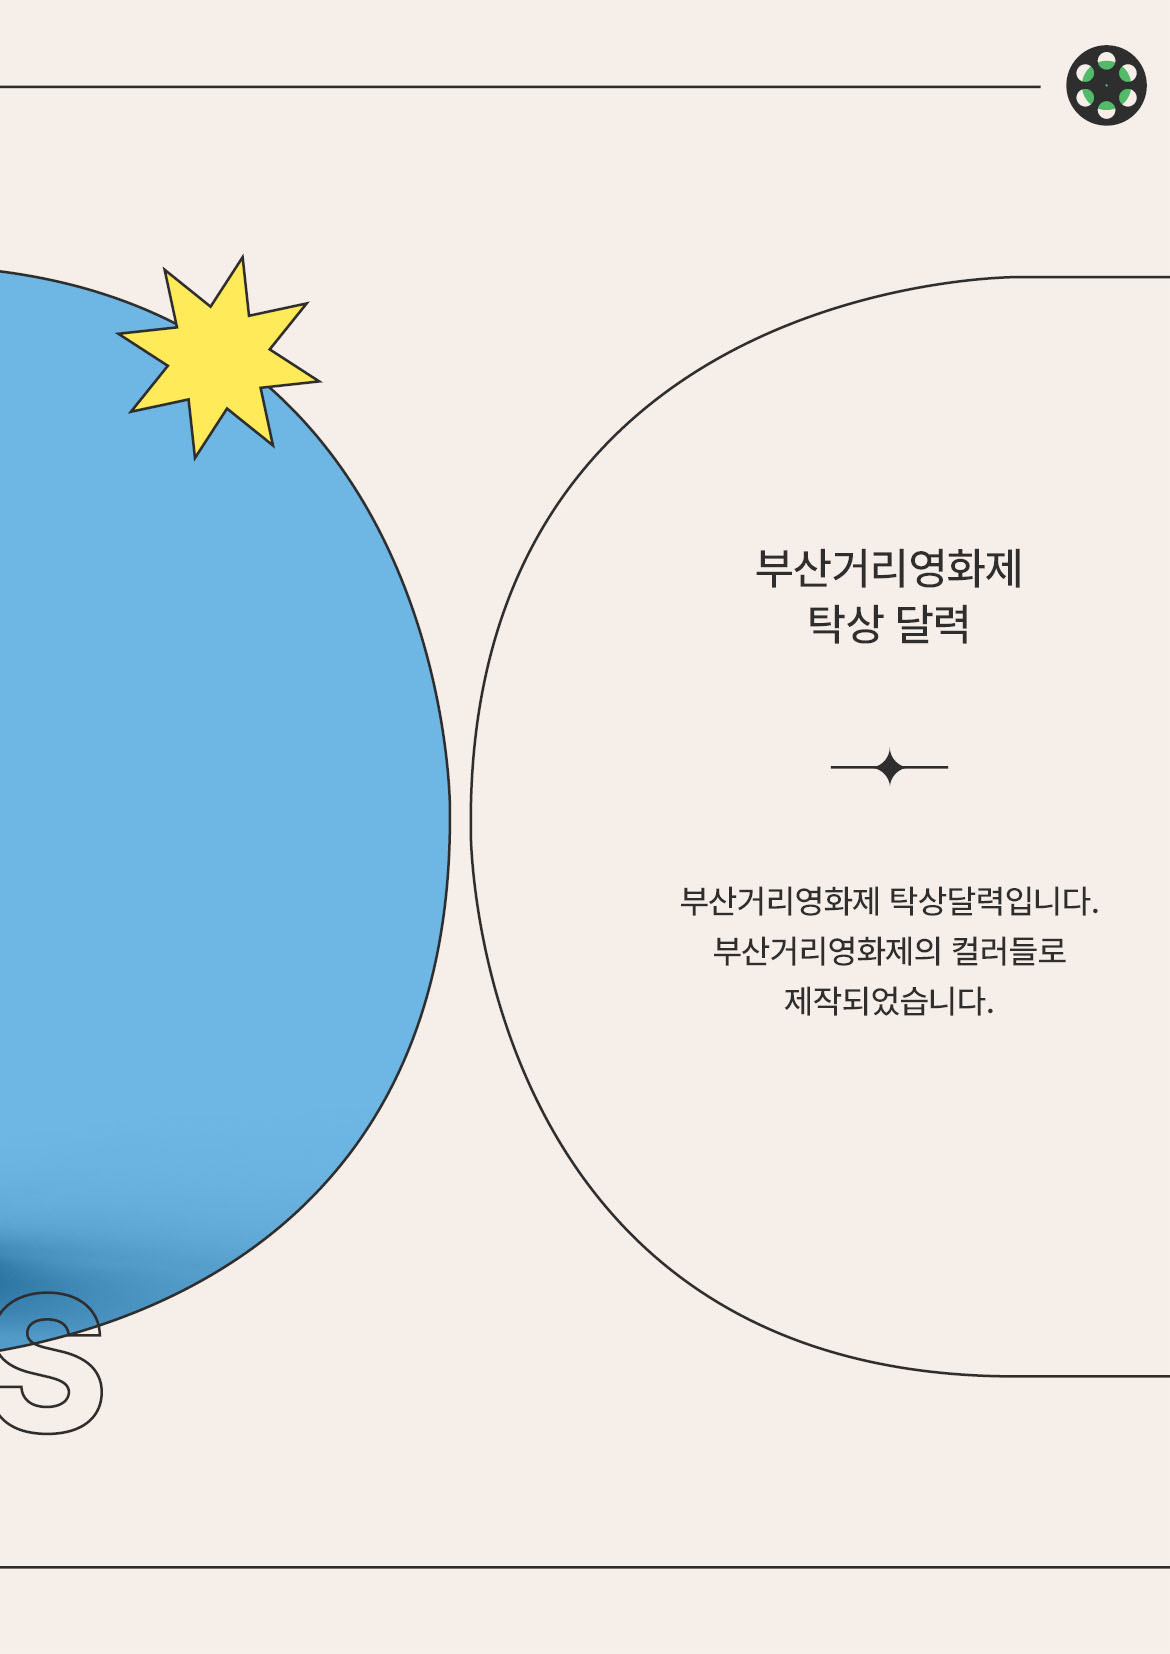 부산거리영화제
탁상 달력
부산거리영화제 탁상달력입니다.
부산거리영화제의 컬러들로
제작되었습니다.
S